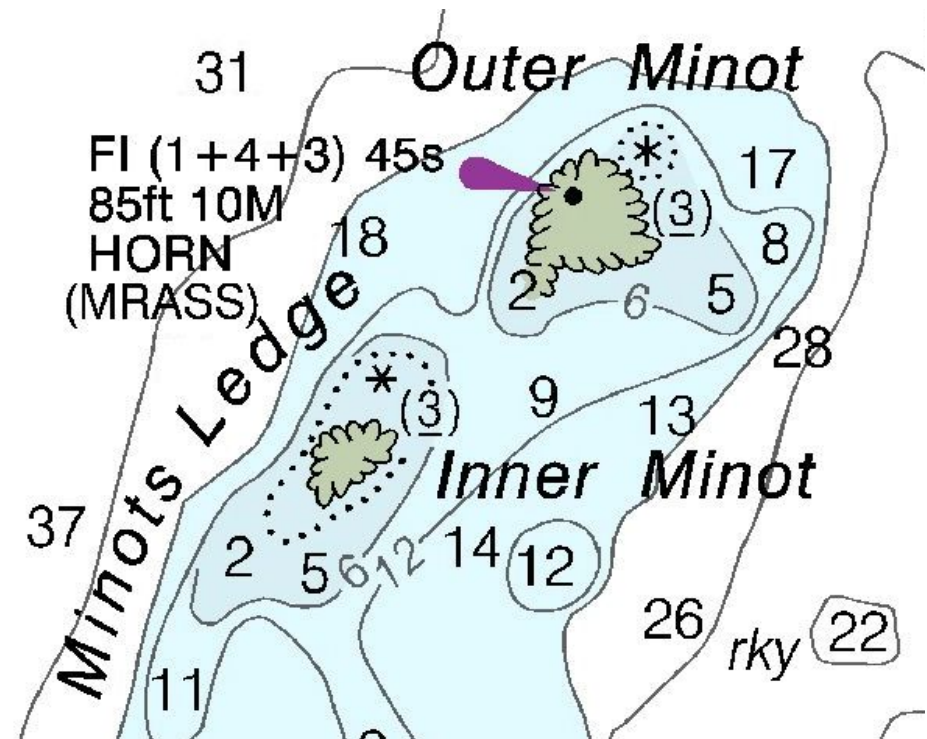 31
Outer Minot
Fl (1+4+3) 45s
85ft 10M
HORN
(MRASS)
17
(3)
18
8
2
6
5
28
Minots Ledge
(3)
9
13
Inner Minot
37
2
5
6
12
14
12
26
rky
22
11